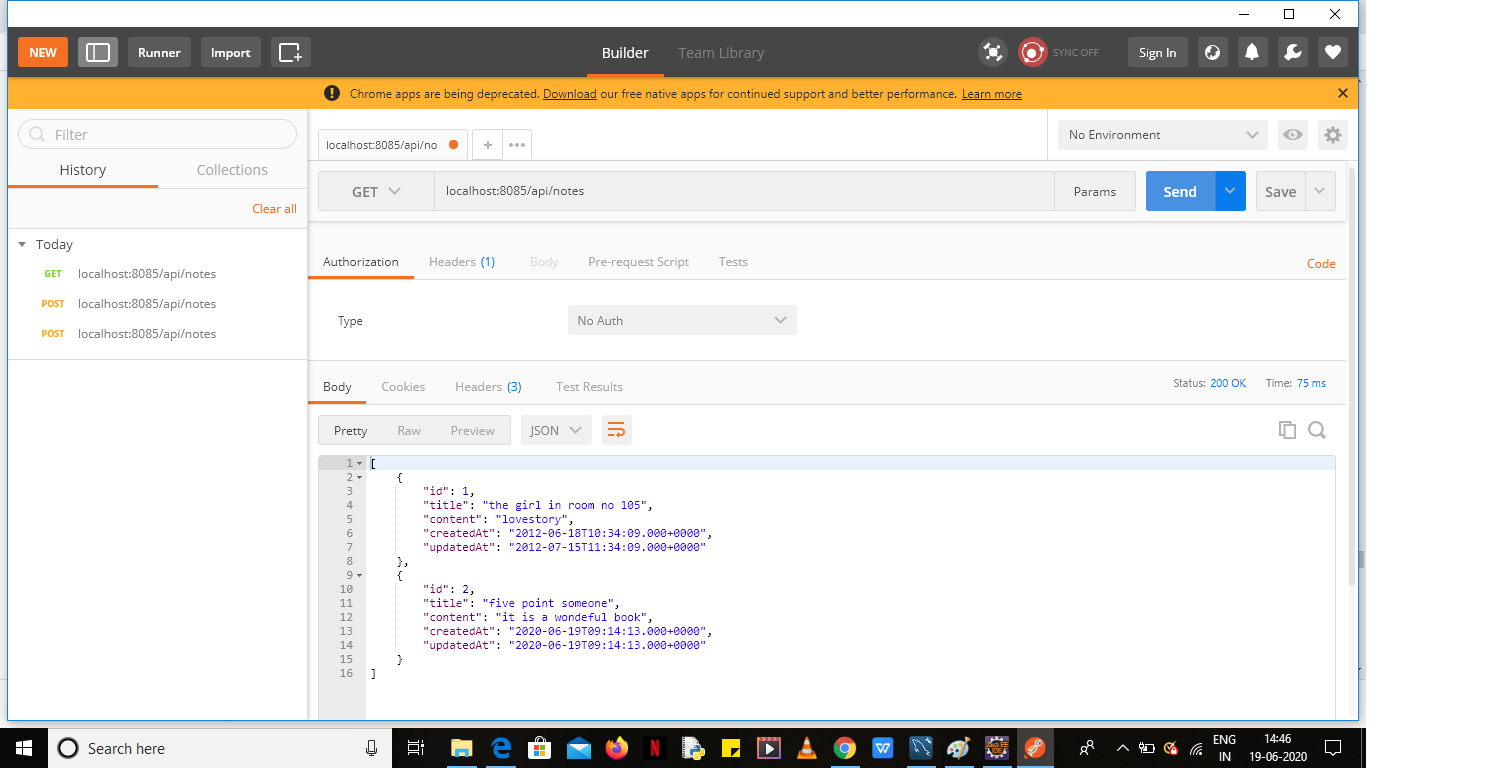 NEW
Runner
Import
Builder
Team Library
SYNC OFF
Sign In
Chrome apps are being deprecated. Download our free native apps for continued support and better performance. Learn more
Filter
History
Collections
Clear all
Today
GET localhost:8085/api/notes
POST localhost:8085/api/notes
POST localhost:8085/api/notes
localhost:8085/api/no
No Environment
GET
localhost:8085/api/notes
Params
Send
Save
Authorization
Headers (1)
Body
Pre-request Script
Tests
Code
Type
No Auth
Body
Cookies
Headers (3)
Test Results
Status: 200 OK
Time: 75 ms
Pretty
Raw
Preview
JSON
1 [
2 {
3 "id": 1,
4 "title": "the girl in room no 105",
5 "content": "lovestory",
6 "createdAt": "2012-06-18T10:34:09.000+0000",
7 "updatedAt": "2012-07-15T11:34:09.000+0000"
8 },
9 {
10 "id": 2,
11 "title": "five point someone",
12 "content": "it is a wondeful book",
13 "createdAt": "2020-06-19T09:14:13.000+0000",
14 "updatedAt": "2020-06-19T09:14:13.000+0000"
15 }
16 ]
Search here
ENG
IN
14:46
19-06-2020